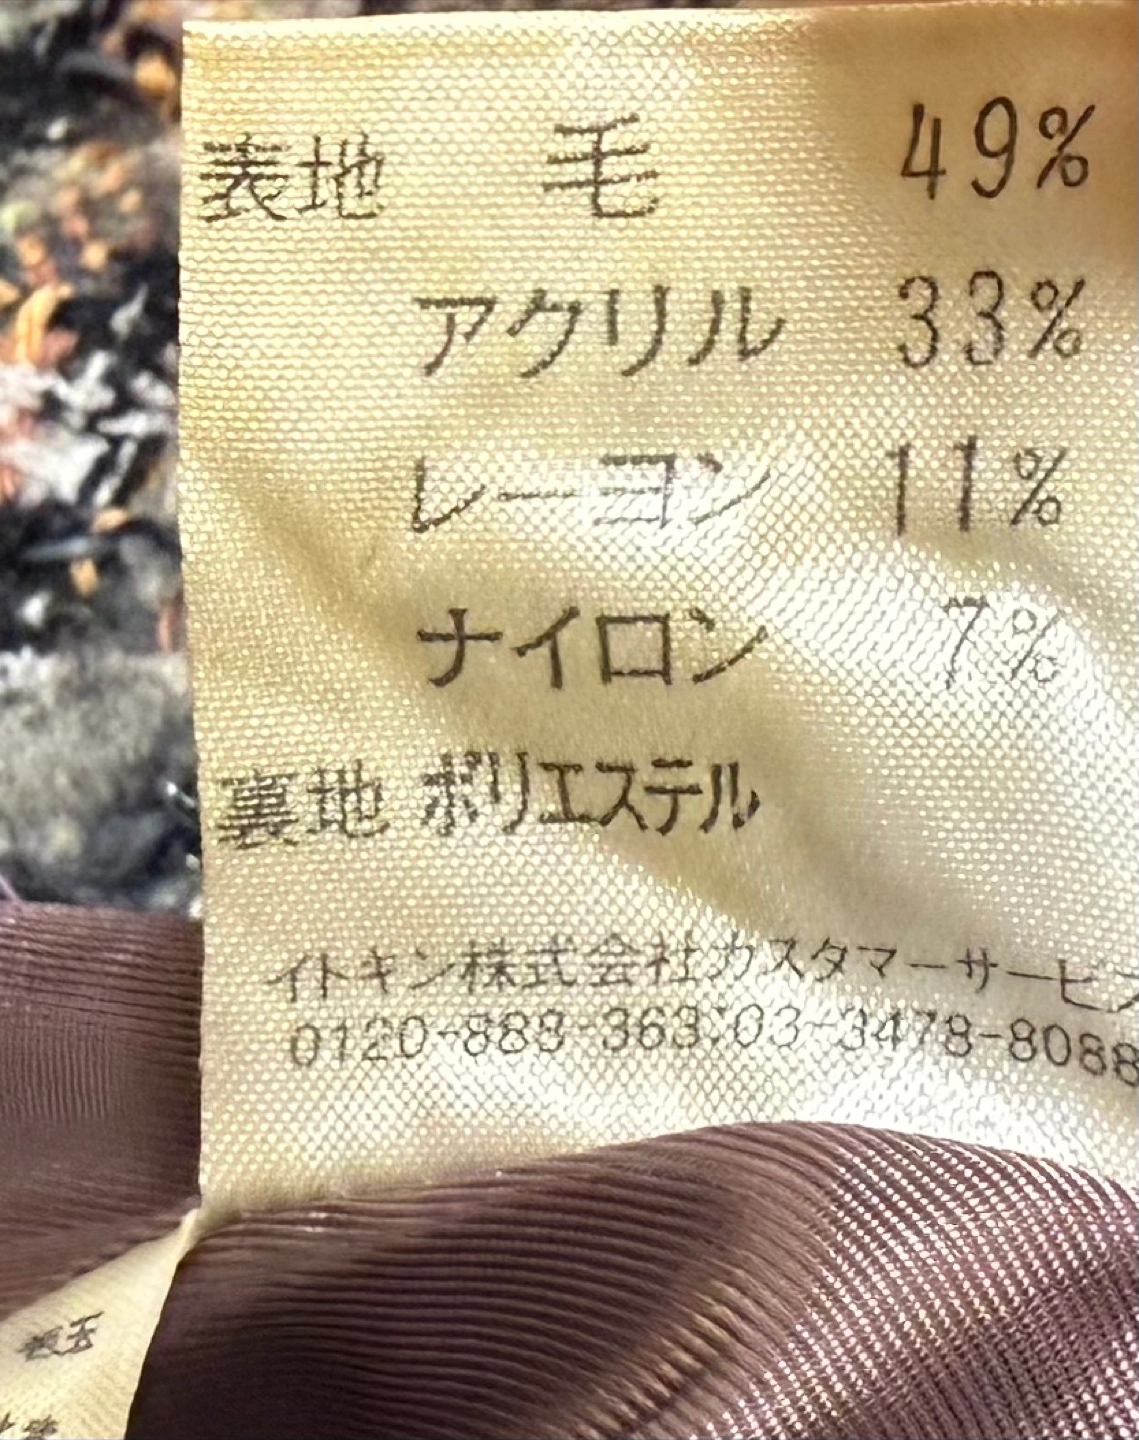 表地 毛 49%
アクリル 33%
レーヨン 11%
ナイロン 7%
裏地 ポリエステル
イトキン株式会社カスタマーサービス
0120-888-363:03-3478-8088